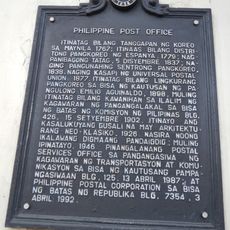 PHILIPPINE POST OFFICE
ITINATAG BILANG TANGGAPAN NG KOREO
SA MAYNILA 1767; ITINAAS BILANG DISTRI-
TONG PANGKOREO NG ESPANYA, 1779. NAG-
PANIBAGONG TATAG, 5 DISYEMBRE 1837. NA-
GING PANGUNAHING SENTRONG PANGKOREO,
1838. NAGING KASAPI NG UNIVERSAL POSTAL
UNION, 1877. ITINATAG BILANG LINGKURANG
PANGKOREO SA BISA NG KAUTUSAN NG PA-
NGULONG EMILIO AGUINALDO, 1898. MULING
ITINATAG BILANG KAWANIHAN SA ILALIM NG
KAGAWARAN NG PANGANGALAKAL SA BISA
NG BATAS NG KOMISYON NG PILIPINAS BLG.
426, 15 SETYEMBRE 1902. ITINAYO ANG
KASALUKUYANG GUSALI NA MAY ARKITEKTU-
RANG NEO-KLASIKO, 1926. NASIRA NOONG
IKALAWANG DIGMAANG PANDAIGDIG; MULING
IPINATAYO, 1946. PINANGALANANG POSTAL
SERVICES OFFICE SA PANGANGASIWA NG
KAGAWARAN NG TRANSPORTASYON AT KOMU-
NIKASYON SA BISA NG KAUTUSANG PAMPA-
NGASIWAAN BLG. 125, 13 ABRIL 1987; AT
PHILIPPINE POSTAL CORPORATION SA BISA
NG BATAS NG REPUBLIKA BLG. 7354, 3
ABRIL 1992.